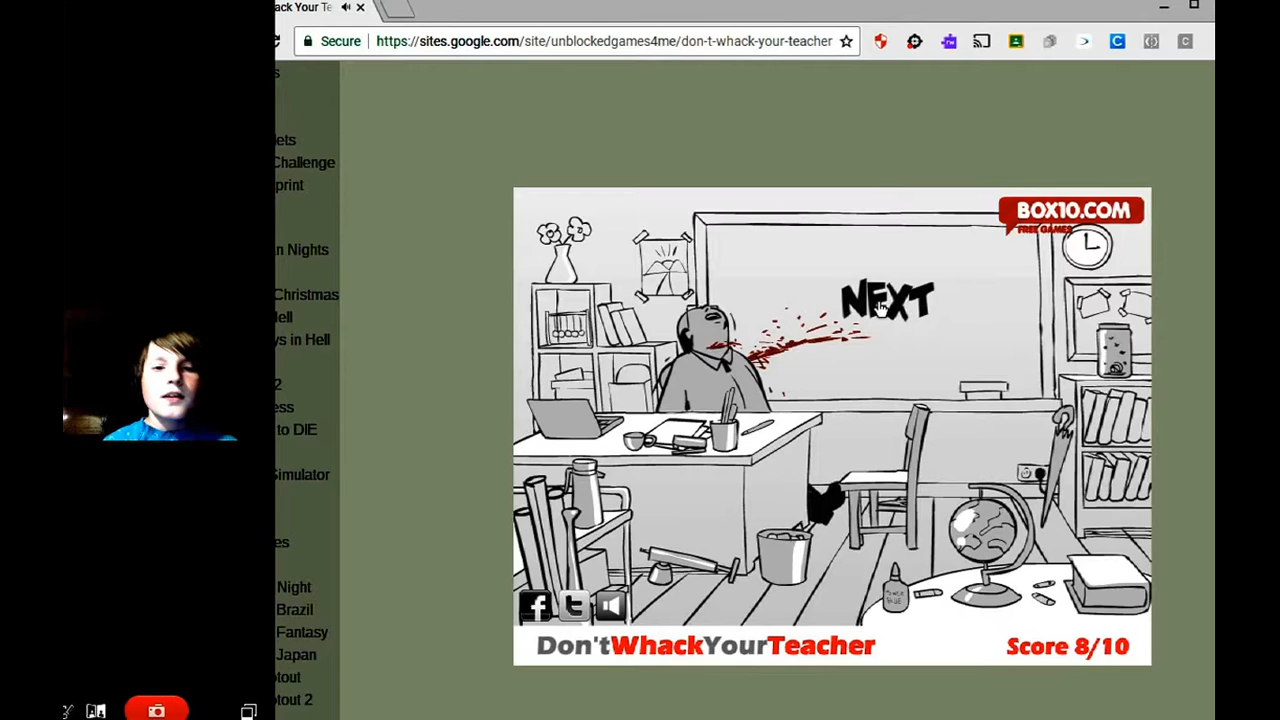 ack Your Te
Secure https://sites.google.com/site/unblockedgames4me/don-t-whack-your-teacher
s
lets
Challenge
print
n Nights
Christmas
ell
ys in Hell
2
ess
to DIE
Simulator
es
Night
Brazil
Fantasy
Japan
tout
tout 2
BOX10.COM
FREE GAMES
NEXT
Don'tWhackYourTeacher
Score 8/10